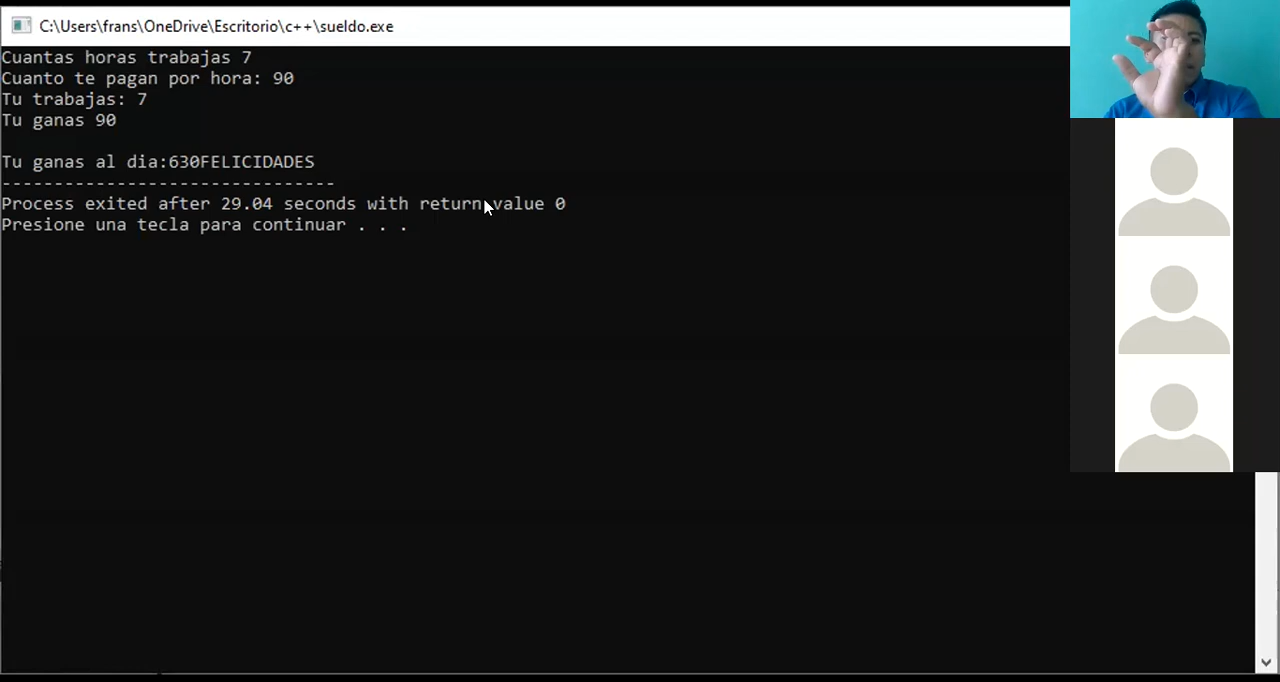 C:\Users\frans\OneDrive\Escritorio\c++\sueldo.exe
Cuantas horas trabajas 7
Cuanto te pagan por hora: 90
Tu trabajas: 7
Tu ganas 90
Tu ganas al dia:630FELICIDADES
--------------------------------
Process exited after 29.04 seconds with return value 0
Presione una tecla para continuar . . .